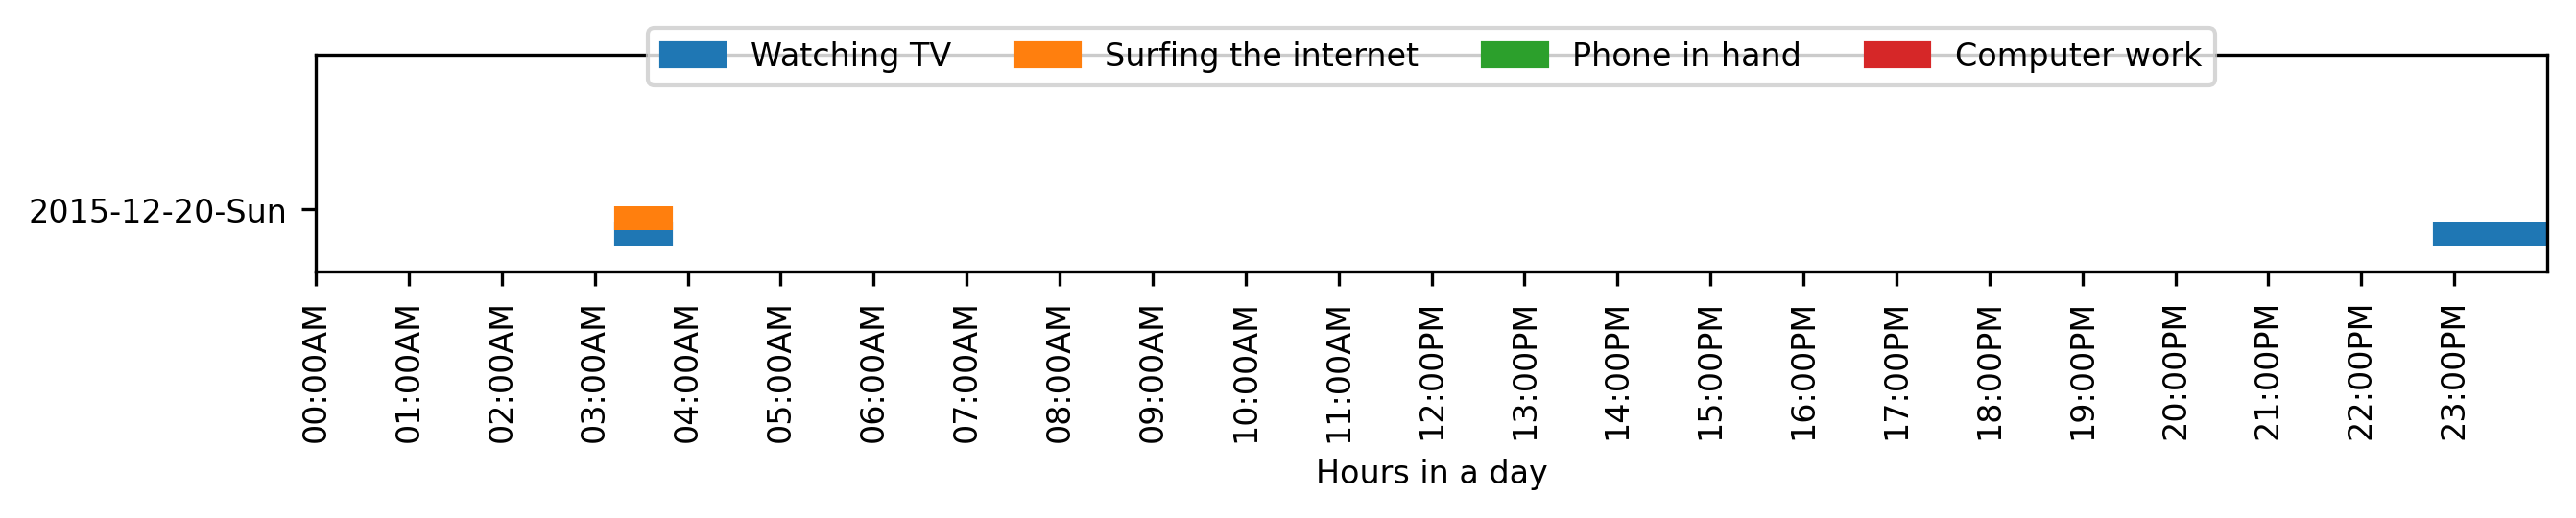 Watching TV Surfing the internet Phone in hand Computer work
2015-12-20-Sun
00:00AM 01:00AM 02:00AM 03:00AM 04:00AM 05:00AM 06:00AM 07:00AM 08:00AM 09:00AM 10:00AM 11:00AM 12:00PM 13:00PM 14:00PM 15:00PM 16:00PM 17:00PM 18:00PM 19:00PM 20:00PM 21:00PM 22:00PM 23:00PM
Hours in a day